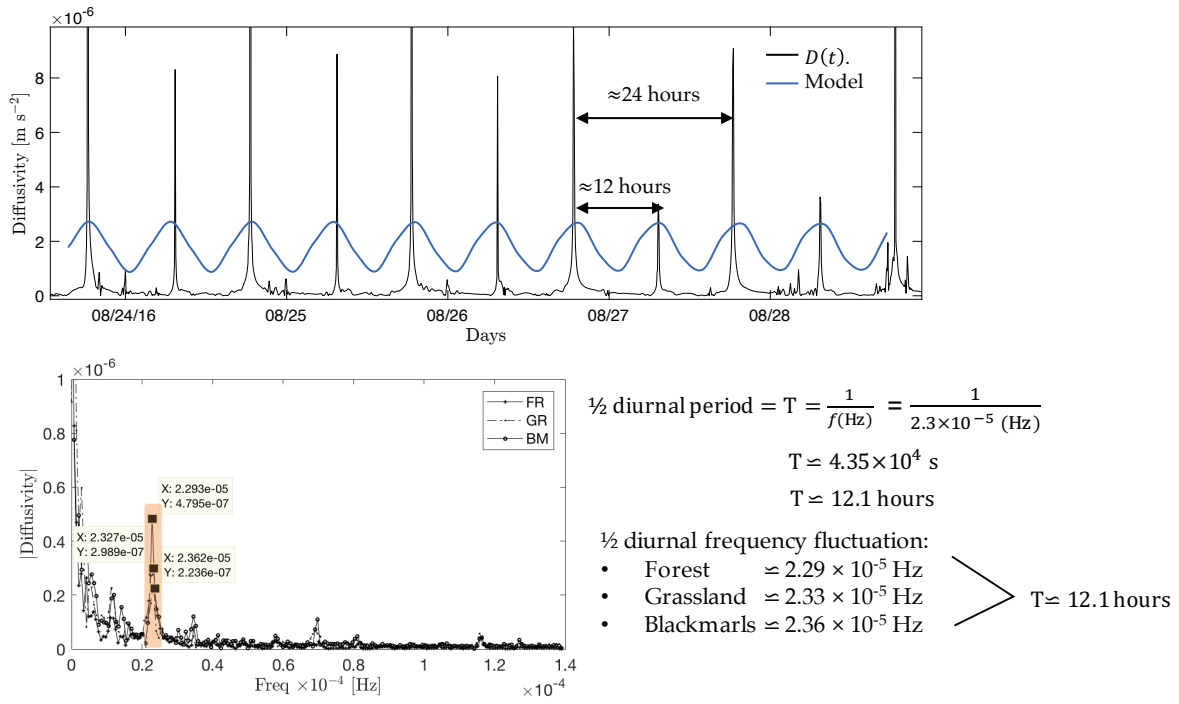 ×10⁻⁶
Diffusivity [m s⁻²]
8
6
4
2
0
D(t).
Model
≈24 hours
≈12 hours
08/24/16
08/25
08/26
08/27
08/28
Days
×10⁻⁶
|Diffusivity|
1
0.8
0.6
0.4
0.2
0
FR
GR
BM
X: 2.293e-05
Y: 4.795e-07
X: 2.327e-05
Y: 2.989e-07
X: 2.362e-05
Y: 2.236e-07
0
0.2
0.4
0.6
0.8
1
1.2
1.4
Freq ×10⁻⁴ [Hz]
×10⁻⁴
½ diurnal period = T = 1/f(Hz) = 1/2.3×10⁻⁵ (Hz)
T ≃ 4.35×10⁴ s
T ≃ 12.1 hours
½ diurnal frequency fluctuation:
• Forest ≃ 2.29 × 10⁻⁵ Hz
• Grassland ≃ 2.33 × 10⁻⁵ Hz
• Blackmarls ≃ 2.36 × 10⁻⁵ Hz
T≃ 12.1 hours